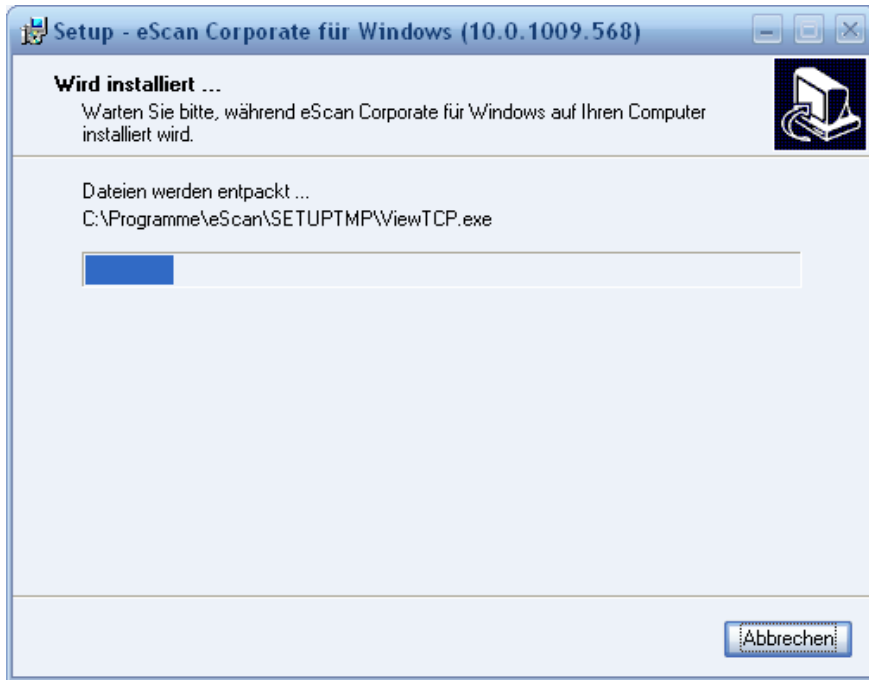 Setup - eScan Corporate für Windows (10.0.1009.568)
Wird installiert ...
Warten Sie bitte, während eScan Corporate für Windows auf Ihren Computer
installiert wird.
Dateien werden entpackt ...
C:\Programme\eScan\SETUPTMP\ViewTCP.exe
Abbrechen